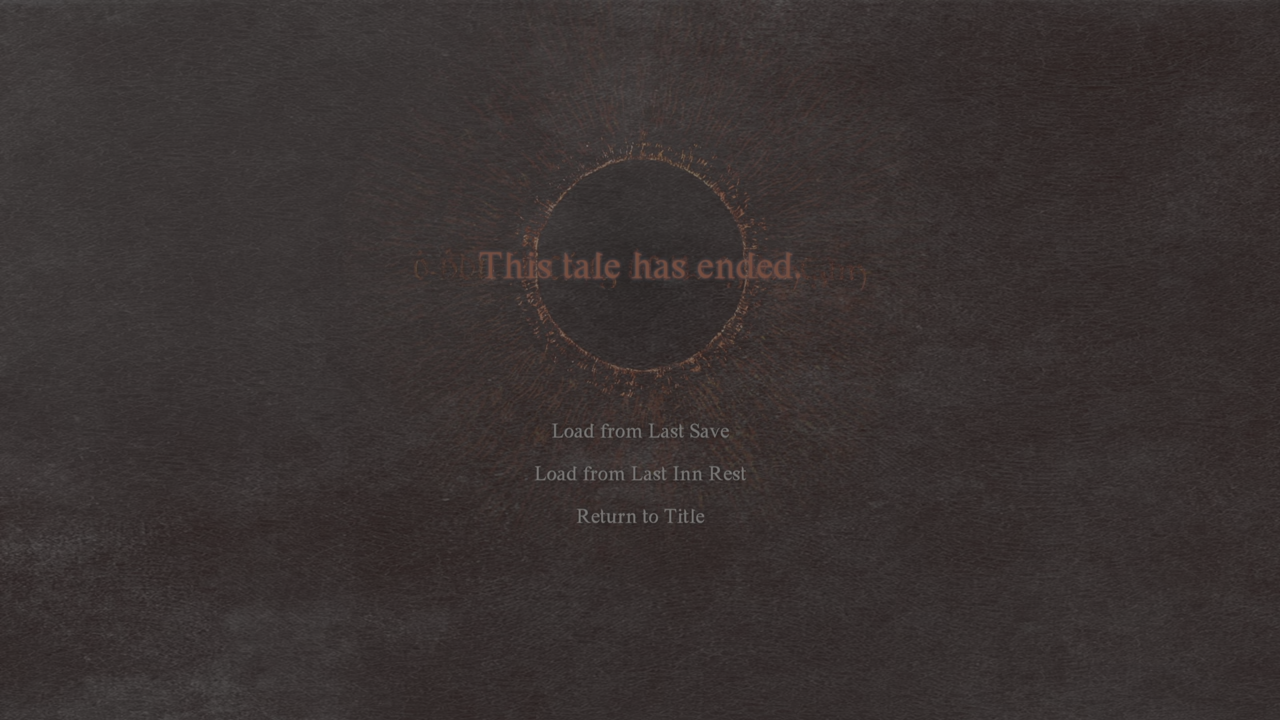 This tale has ended.
Load from Last Save
Load from Last Inn Rest
Return to Title